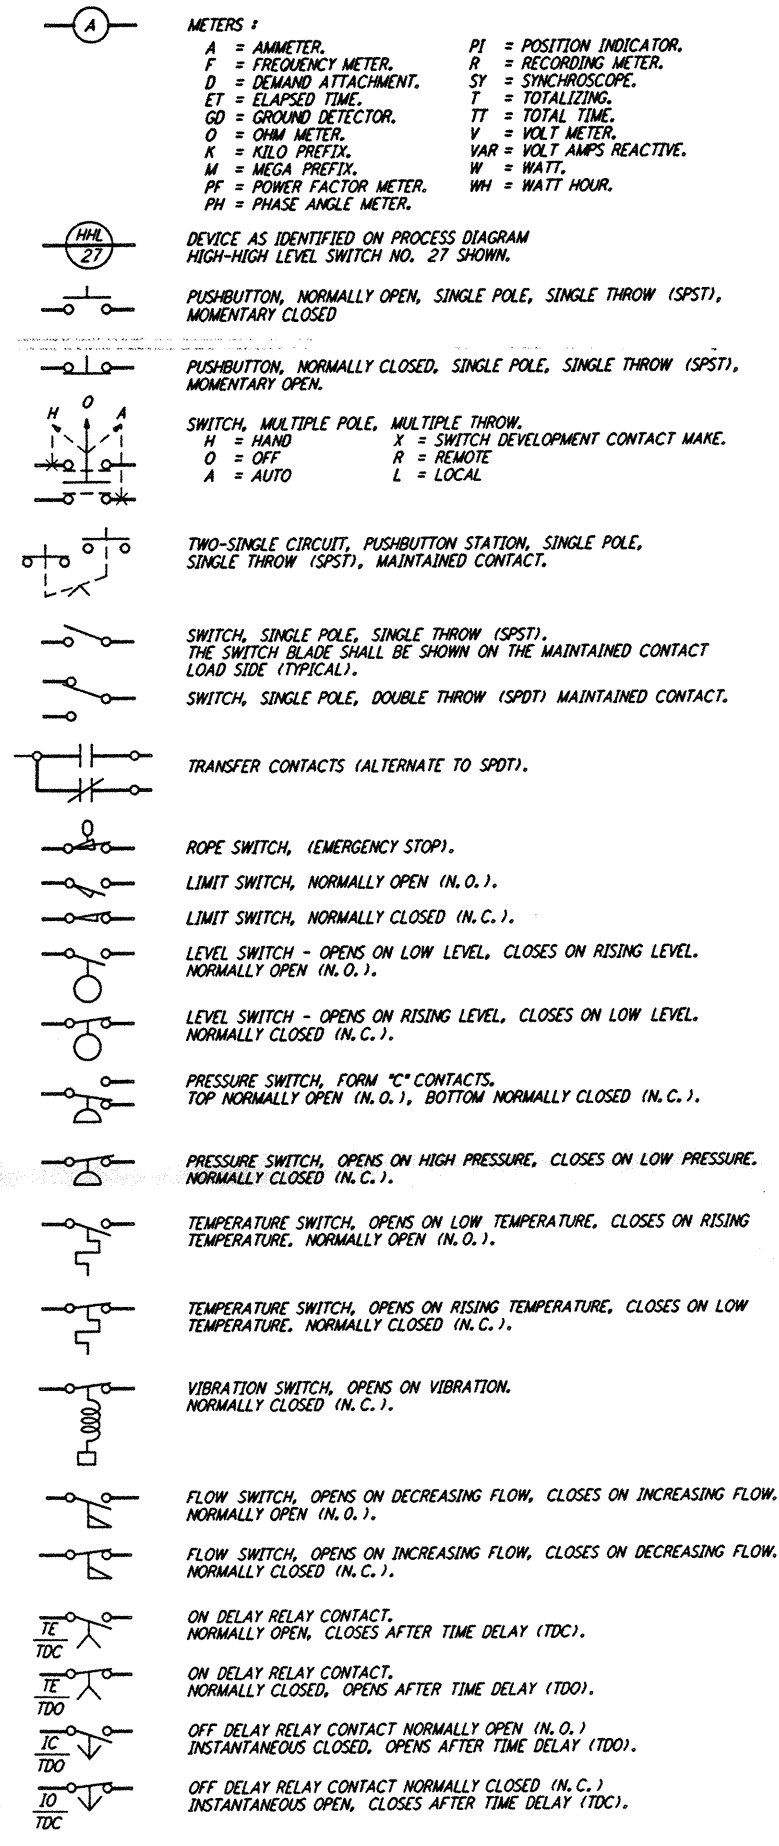 A
METERS :
A = AMMETER.
F = FREQUENCY METER.
D = DEMAND ATTACHMENT.
ET = ELAPSED TIME.
GD = GROUND DETECTOR.
O = OHM METER.
K = KILO PREFIX.
M = MEGA PREFIX.
PF = POWER FACTOR METER.
PH = PHASE ANGLE METER.
PI = POSITION INDICATOR.
R = RECORDING METER.
SY = SYNCHROSCOPE.
T = TOTALIZING.
TT = TOTAL TIME.
V = VOLT METER.
VAR = VOLT AMPS REACTIVE.
W = WATT.
WH = WATT HOUR.
HHL
27
DEVICE AS IDENTIFIED ON PROCESS DIAGRAM
HIGH-HIGH LEVEL SWITCH NO. 27 SHOWN.
PUSHBUTTON, NORMALLY OPEN, SINGLE POLE, SINGLE THROW (SPST),
MOMENTARY CLOSED
PUSHBUTTON, NORMALLY CLOSED, SINGLE POLE, SINGLE THROW (SPST),
MOMENTARY OPEN.
H O A
SWITCH, MULTIPLE POLE, MULTIPLE THROW.
H = HAND X = SWITCH DEVELOPMENT CONTACT MAKE.
O = OFF R = REMOTE
A = AUTO L = LOCAL
TWO-SINGLE CIRCUIT, PUSHBUTTON STATION, SINGLE POLE,
SINGLE THROW (SPST), MAINTAINED CONTACT.
SWITCH, SINGLE POLE, SINGLE THROW (SPST).
THE SWITCH BLADE SHALL BE SHOWN ON THE MAINTAINED CONTACT
LOAD SIDE (TYPICAL).
SWITCH, SINGLE POLE, DOUBLE THROW (SPDT) MAINTAINED CONTACT.
TRANSFER CONTACTS (ALTERNATE TO SPDT).
ROPE SWITCH, (EMERGENCY STOP).
LIMIT SWITCH, NORMALLY OPEN (N.O.).
LIMIT SWITCH, NORMALLY CLOSED (N.C.).
LEVEL SWITCH - OPENS ON LOW LEVEL, CLOSES ON RISING LEVEL.
NORMALLY OPEN (N.O.).
LEVEL SWITCH - OPENS ON RISING LEVEL, CLOSES ON LOW LEVEL.
NORMALLY CLOSED (N.C.).
PRESSURE SWITCH, FORM "C" CONTACTS.
TOP NORMALLY OPEN (N.O.), BOTTOM NORMALLY CLOSED (N.C.).
PRESSURE SWITCH, OPENS ON HIGH PRESSURE, CLOSES ON LOW PRESSURE.
NORMALLY CLOSED (N.C.).
TEMPERATURE SWITCH, OPENS ON LOW TEMPERATURE, CLOSES ON RISING
TEMPERATURE. NORMALLY OPEN (N.O.).
TEMPERATURE SWITCH, OPENS ON RISING TEMPERATURE, CLOSES ON LOW
TEMPERATURE. NORMALLY CLOSED (N.C.).
VIBRATION SWITCH, OPENS ON VIBRATION.
NORMALLY CLOSED (N.C.).
FLOW SWITCH, OPENS ON DECREASING FLOW, CLOSES ON INCREASING FLOW.
NORMALLY OPEN (N.O.).
FLOW SWITCH, OPENS ON INCREASING FLOW, CLOSES ON DECREASING FLOW.
NORMALLY CLOSED (N.C.).
TE
TDC
ON DELAY RELAY CONTACT.
NORMALLY OPEN, CLOSES AFTER TIME DELAY (TDC).
TE
TDO
ON DELAY RELAY CONTACT.
NORMALLY CLOSED, OPENS AFTER TIME DELAY (TDO).
IC
TDO
OFF DELAY RELAY CONTACT NORMALLY OPEN (N.O.)
INSTANTANEOUS CLOSED, OPENS AFTER TIME DELAY (TDO).
IO
TDC
OFF DELAY RELAY CONTACT NORMALLY CLOSED (N.C.)
INSTANTANEOUS OPEN, CLOSES AFTER TIME DELAY (TDC).